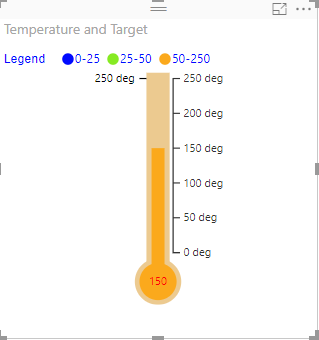 Temperature and Target
Legend 0-25 25-50 50-250
250 deg 250 deg
200 deg
150 deg
100 deg
50 deg
0 deg
150